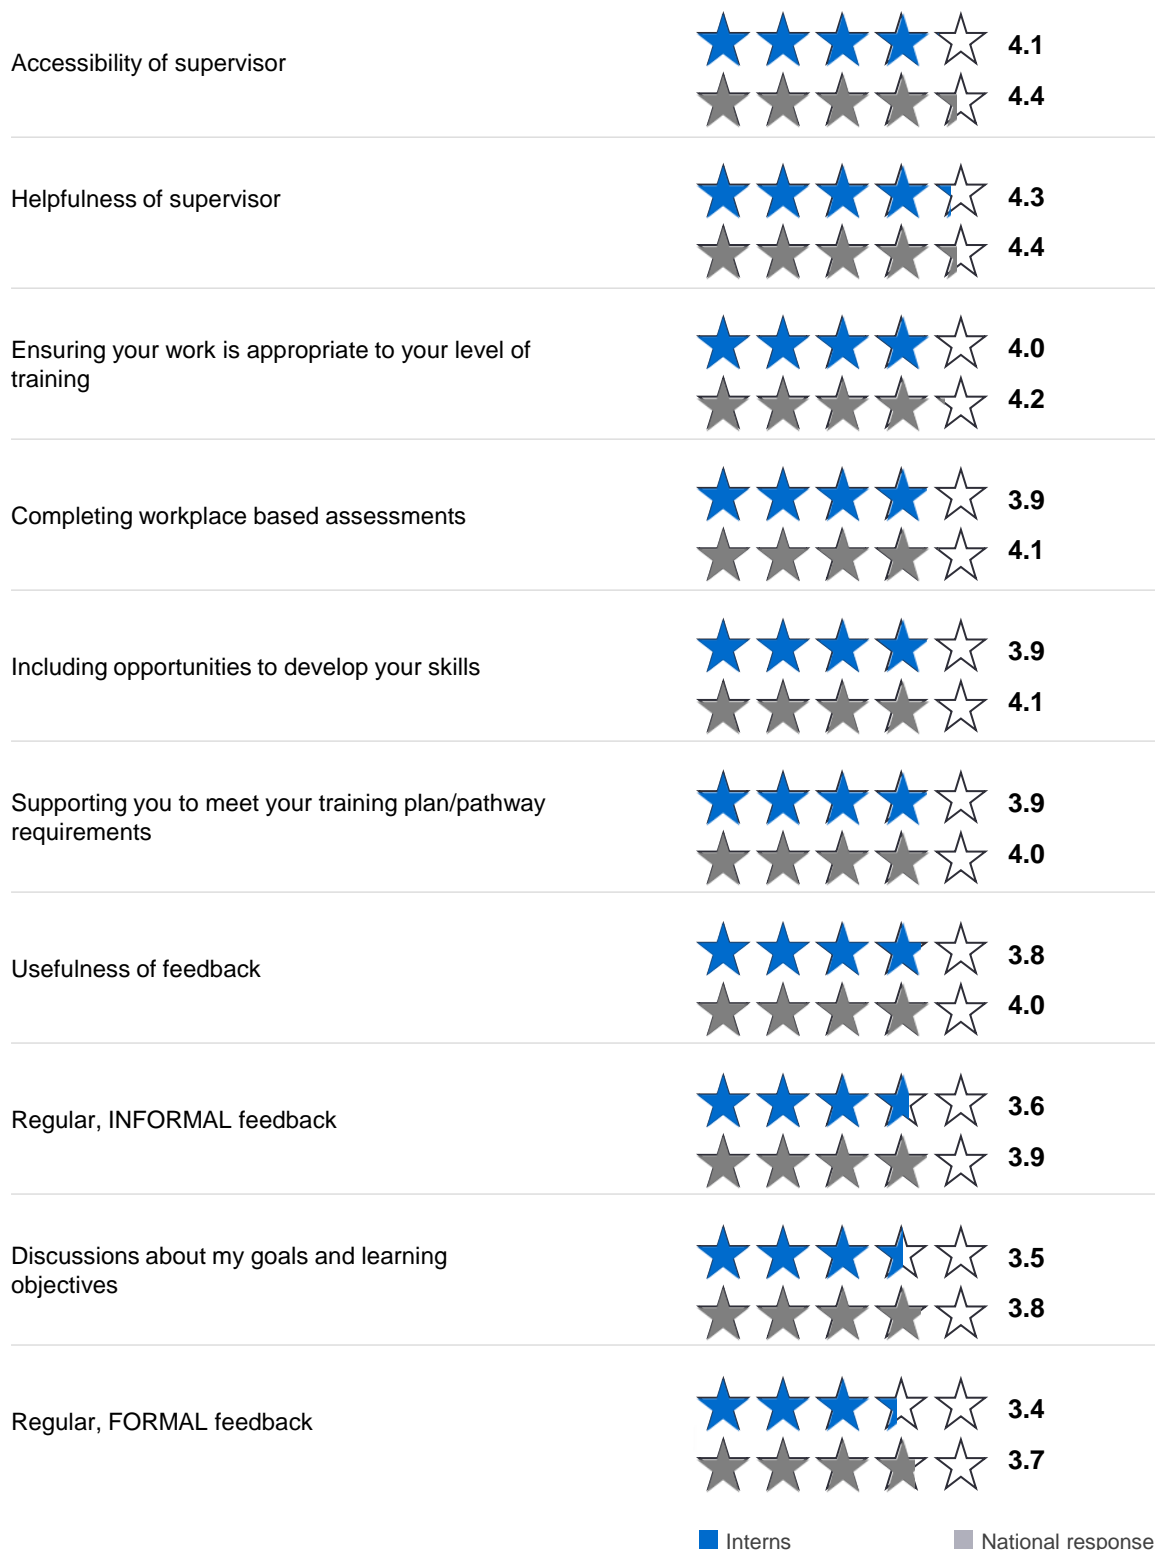 Accessibility of supervisor
4.1
4.4
Helpfulness of supervisor
4.3
4.4
Ensuring your work is appropriate to your level of
training
4.0
4.2
Completing workplace based assessments
3.9
4.1
Including opportunities to develop your skills
3.9
4.1
Supporting you to meet your training plan/pathway
requirements
3.9
4.0
Usefulness of feedback
3.8
4.0
Regular, INFORMAL feedback
3.6
3.9
Discussions about my goals and learning
objectives
3.5
3.8
Regular, FORMAL feedback
3.4
3.7
Interns
National response